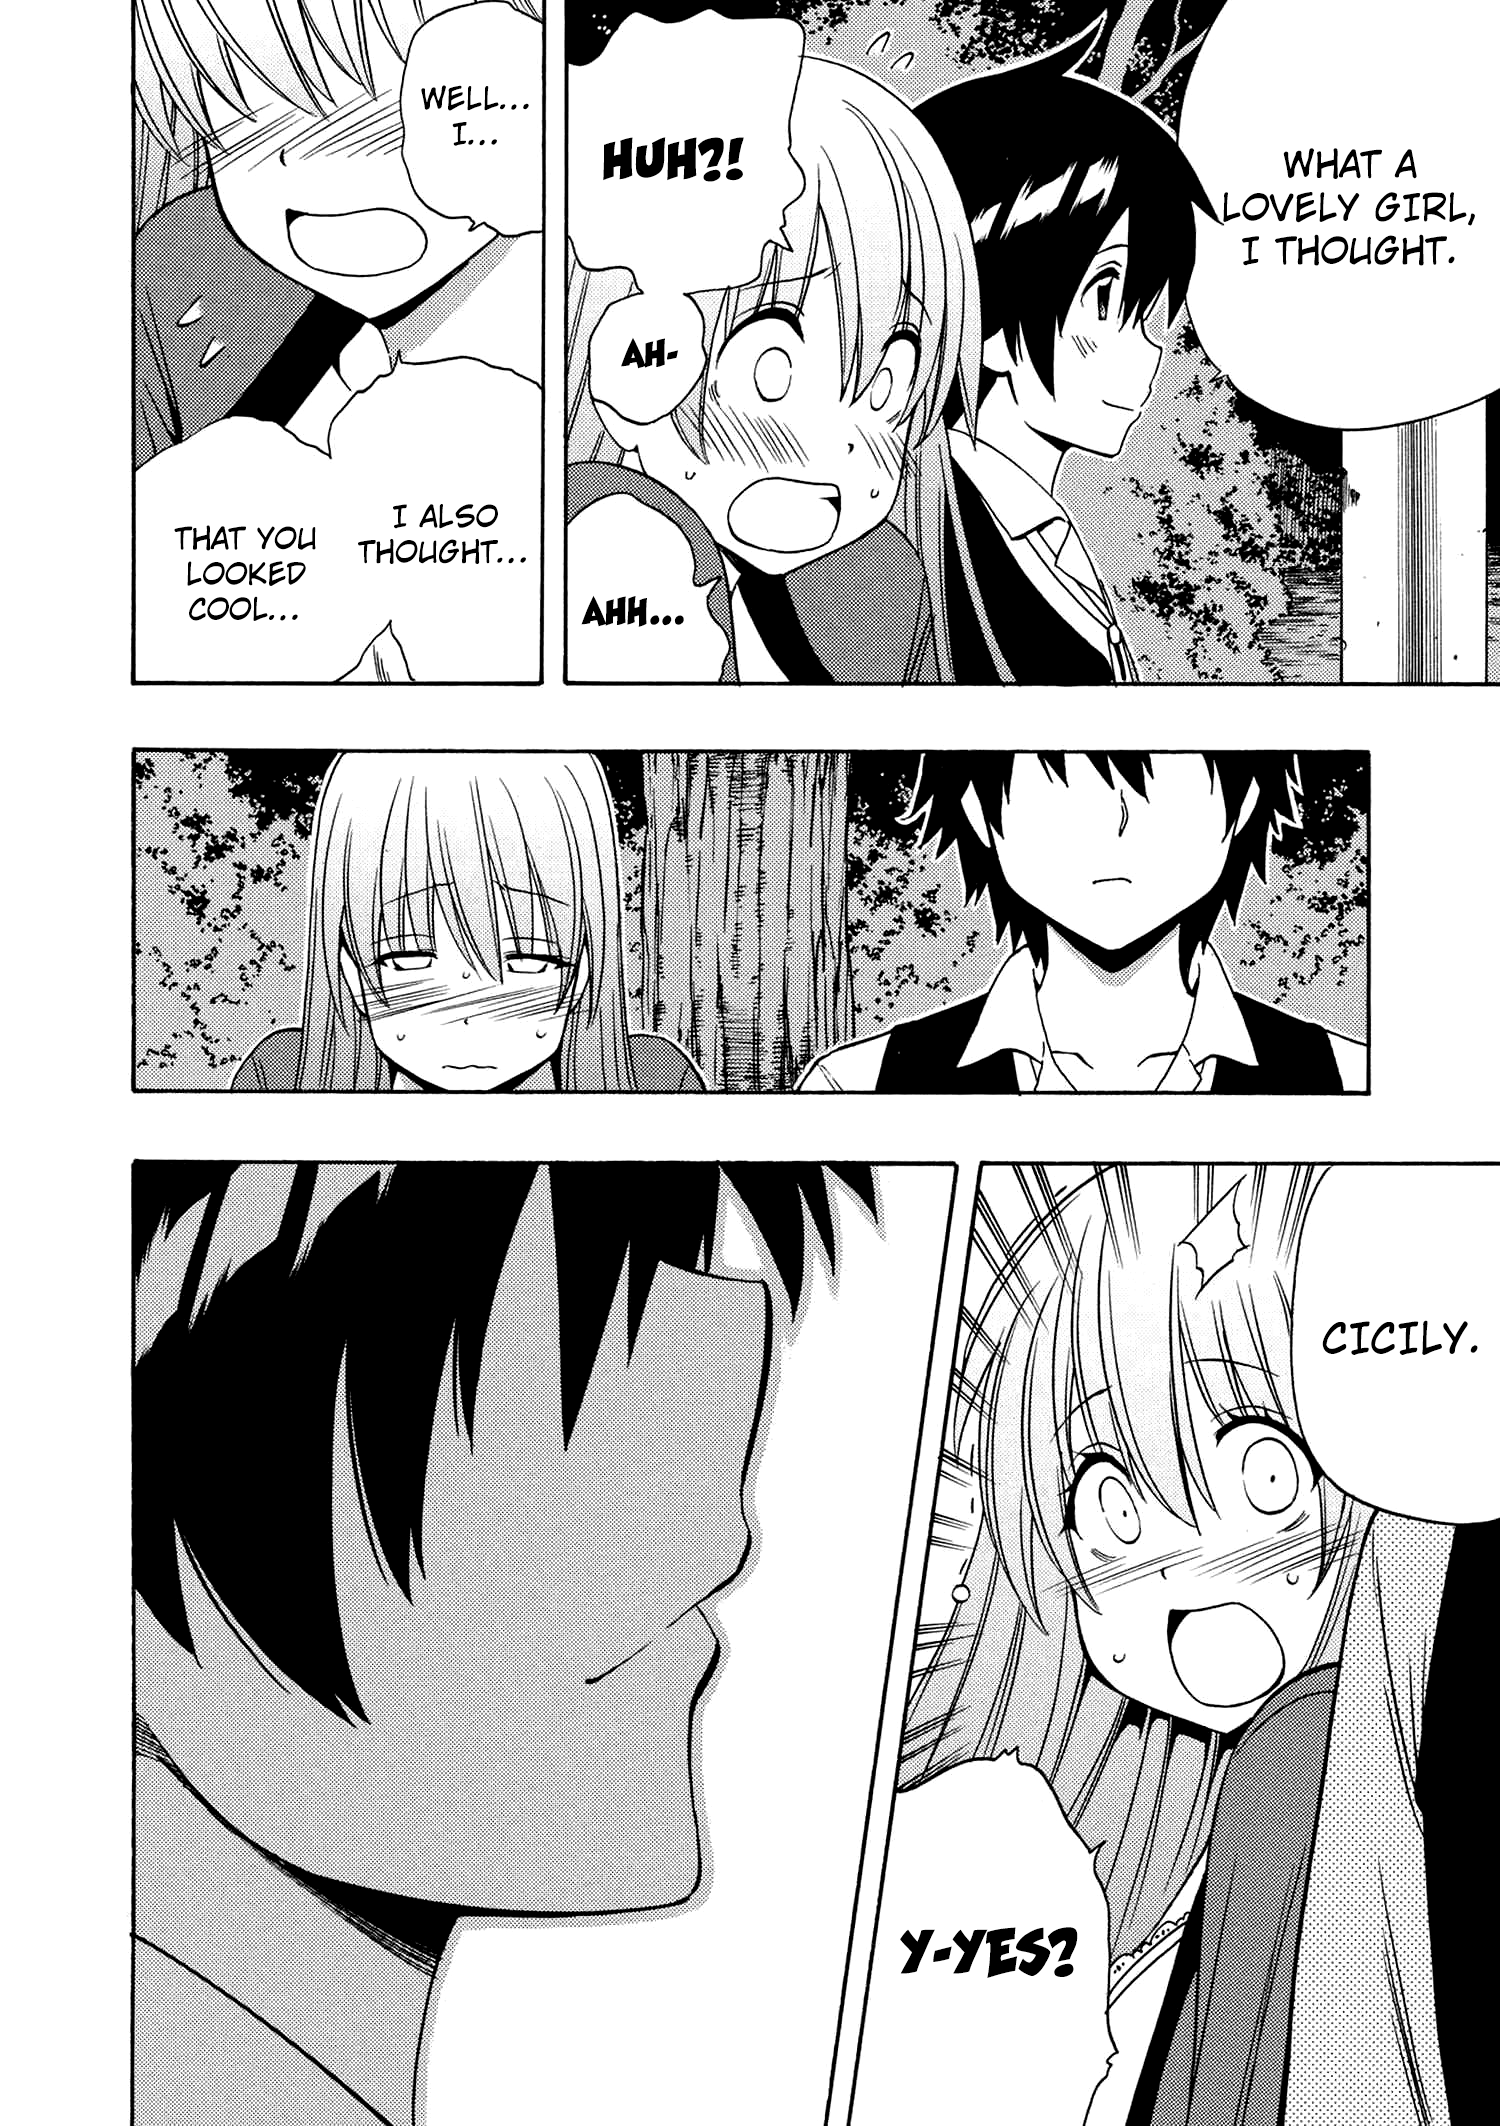 WHAT A
LOVELY GIRL,
I THOUGHT.
HUH?!
AH-
AHH...
WELL...
I...
I ALSO
THOUGHT...
THAT YOU
LOOKED
COOL...
CICILY.
Y-YES?